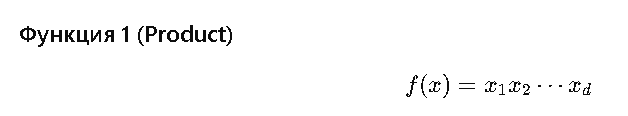 Функция 1 (Product)
f(x) = x₁x₂ ⋯ x_d